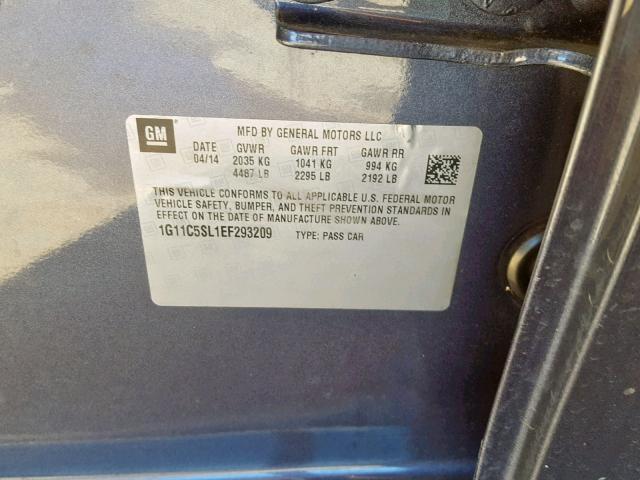 GM
MFD BY GENERAL MOTORS LLC
DATE GVWR GAWR FRT GAWR RR
04/14 2035 KG 1041 KG 994 KG
4487 LB 2295 LB 2192 LB
THIS VEHICLE CONFORMS TO ALL APPLICABLE U.S. FEDERAL MOTOR
VEHICLE SAFETY, BUMPER, AND THEFT PREVENTION STANDARDS IN
EFFECT ON THE DATE OF MANUFACTURE SHOWN ABOVE.
1G11C5SL1EF293209 TYPE: PASS CAR